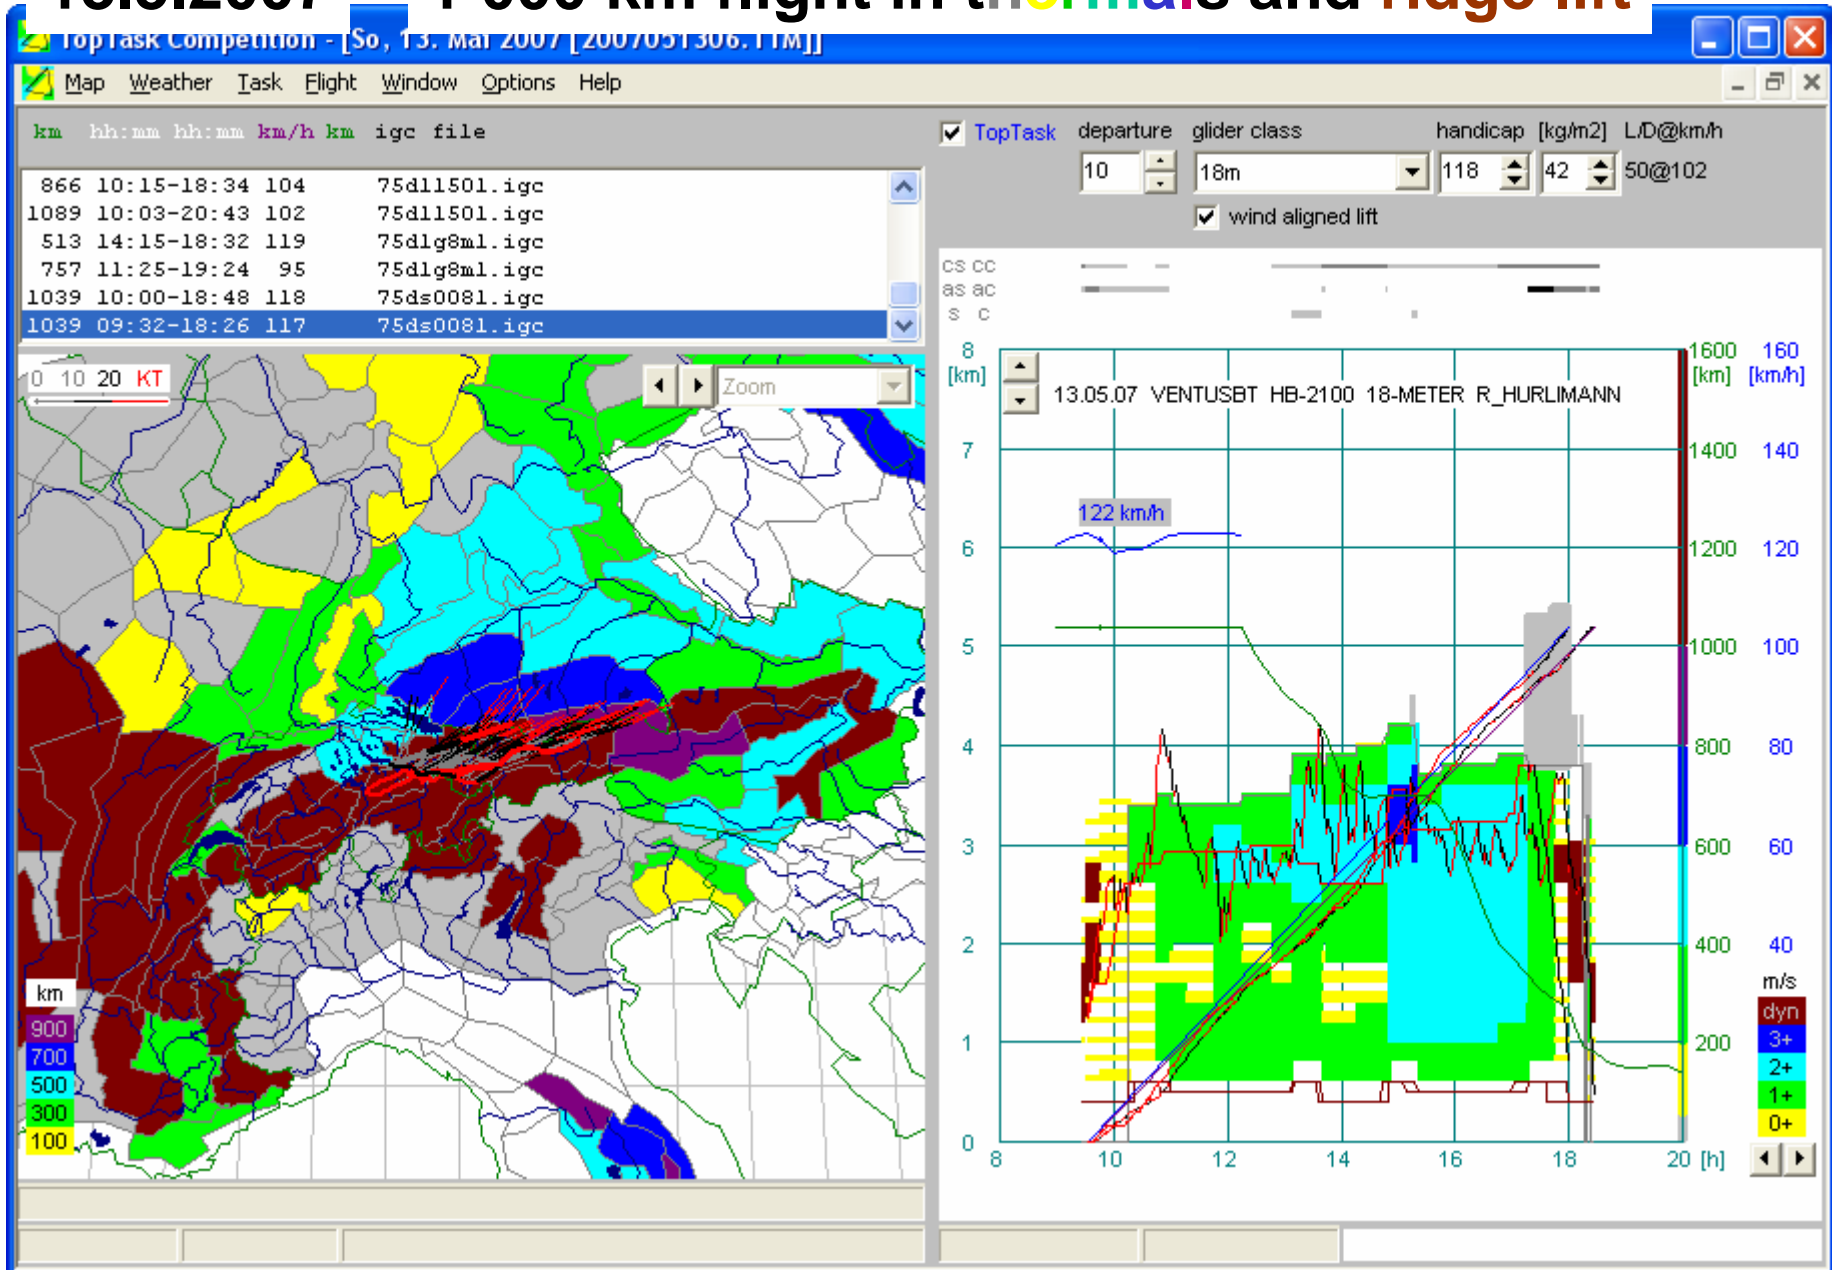 13.5.2007 1 000 km flight in thermals and ridge lift
TopTask Competition - [So, 13. Mai 2007 [2007051306.TTM]]
Map Weather Task Flight Window Options Help
km hh:mm hh:mm km/h km igc file
866 10:15-18:34 104 75dl1501.igc
1089 10:03-20:43 102 75dl1501.igc
513 14:15-18:32 119 75dlg8ml.igc
757 11:25-19:24 95 75dlg8ml.igc
1039 10:00-18:48 118 75ds0081.igc
1039 09:32-18:26 117 75ds0081.igc
TopTask departure glider class handicap [kg/m2] L/D@km/h
10 18m 118 42 50@102
wind aligned lift
0 10 20 KT
Zoom
km
900
700
500
300
100
cs cc
as ac
s c
8 1600 160
[km] [km] [km/h]
13.05.07 VENTUSBT HB-2100 18-METER R_HURLIMANN
7 1400 140
122 km/h
6 1200 120
5 1000 100
4 800 80
3 600 60
2 400 40
m/s
dyn
3+
1 200
2+
1+
0+
0
8 10 12 14 16 18 20 [h]